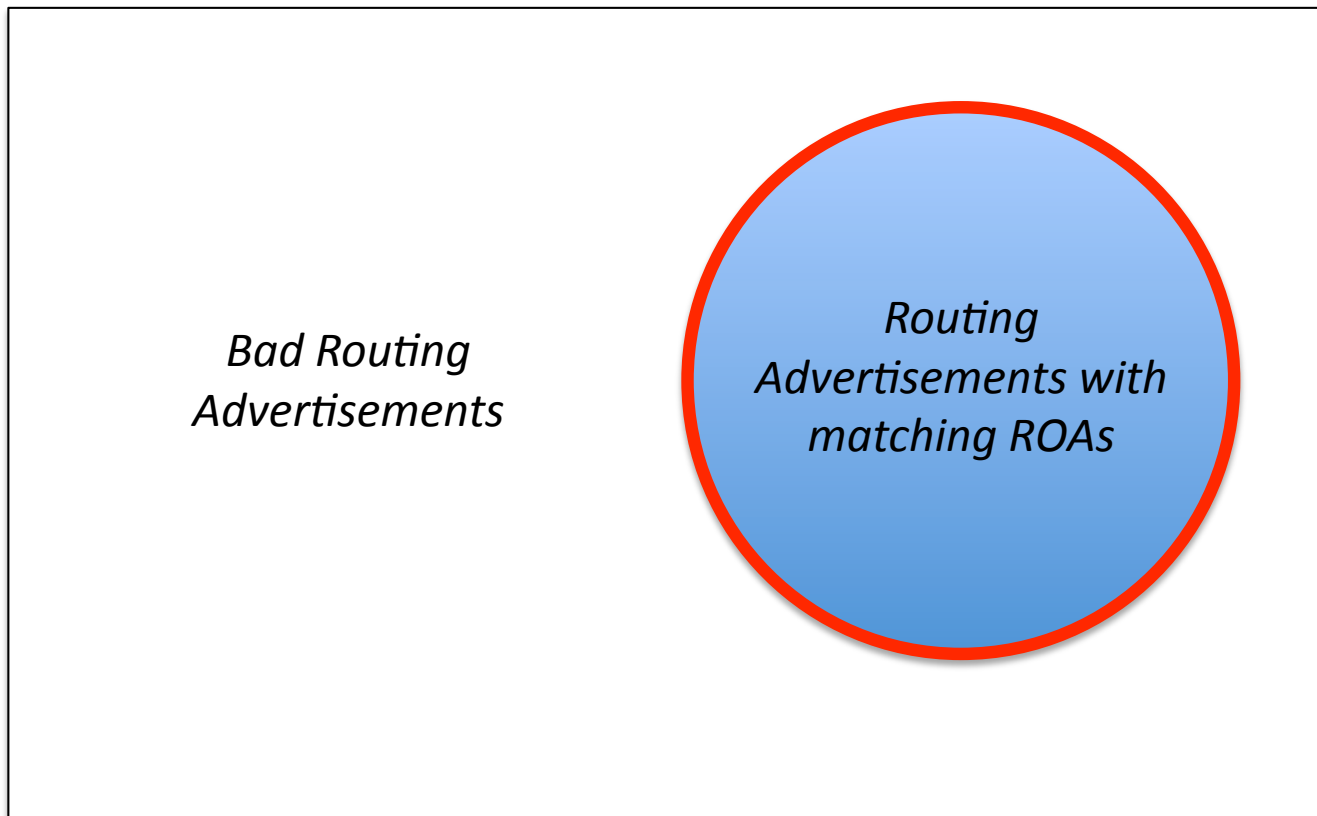 Bad Routing
Advertisements
Routing
Advertisements with
matching ROAs